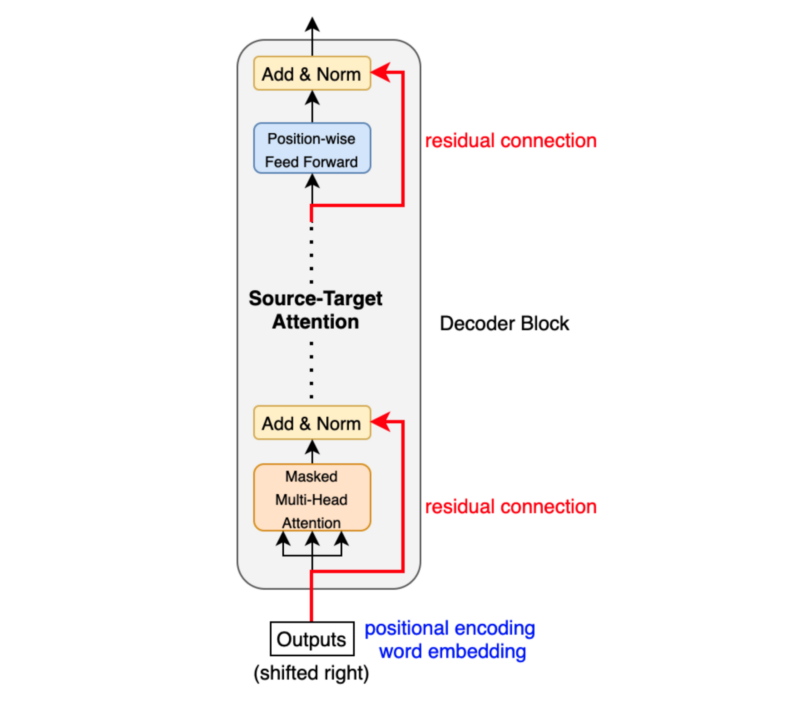 Add & Norm
Position-wise
Feed Forward
residual connection
Source-Target
Attention
Decoder Block
Add & Norm
Masked
Multi-Head
Attention
residual connection
Outputs
(shifted right)
positional encoding
word embedding